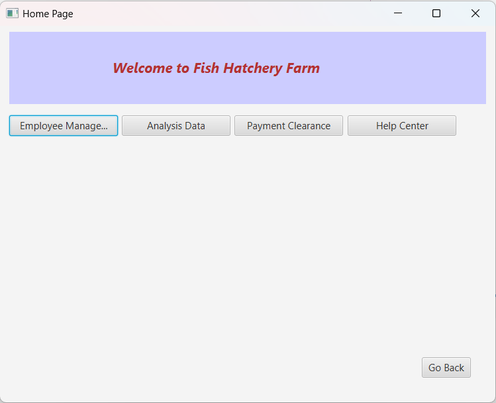 Home Page
Welcome to Fish Hatchery Farm
Employee Manage... Analysis Data Payment Clearance Help Center
Go Back